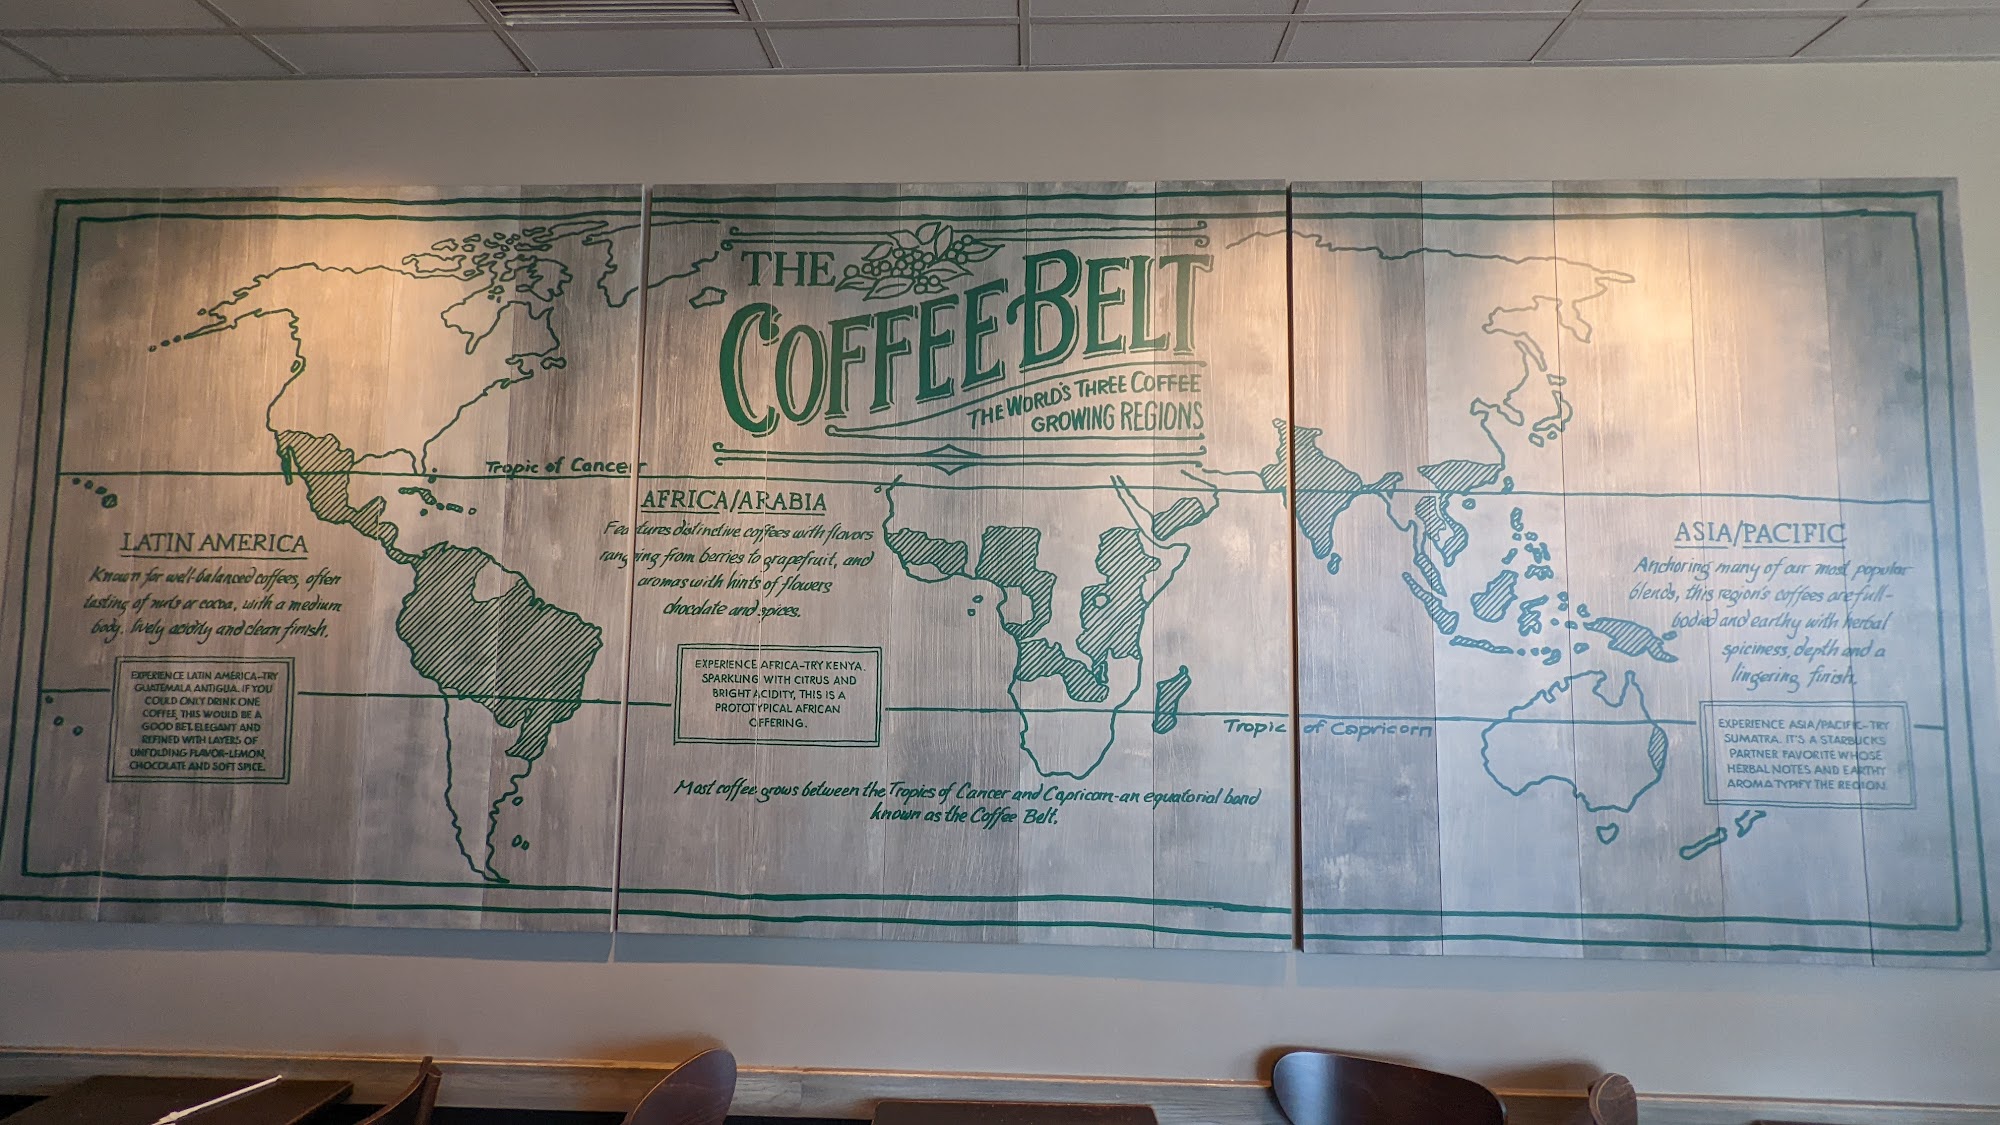 THE
COFFEE BELT
THE WORLD'S THREE COFFEE
GROWING REGIONS
Tropic of Cancer
LATIN AMERICA
Known for well-balanced coffees, often
tasting of nuts or cocoa, with a medium
body, lively acidity and clean finish.
EXPERIENCE LATIN AMERICA-TRY
GUATEMALA ANTIGUA. IF YOU
COULD ONLY DRINK ONE
COFFEE, THIS WOULD BE A
GOOD BET. ELEGANT AND
REFINED WITH LAYERS OF
UNFOLDING FLAVOR-LEMON,
CHOCOLATE AND SOFT SPICE.
AFRICA/ARABIA
Features distinctive coffees with flavors
ranging from berries to grapefruit, and
aromas with hints of flowers
chocolate and spices.
EXPERIENCE AFRICA-TRY KENYA.
SPARKLING WITH CITRUS AND
BRIGHT ACIDITY, THIS IS A
PROTOTYPICAL AFRICAN
OFFERING.
ASIA/PACIFIC
Anchoring many of our most popular
blends, this region's coffees are full-
bodied and earthy with herbal
spiciness, depth and a
lingering finish.
EXPERIENCE ASIA/PACIFIC-TRY
SUMATRA. IT'S A STARBUCKS
PARTNER FAVORITE WHOSE
HERBAL NOTES AND EARTHY
AROMA TYPIFY THE REGION.
Tropic of Capricorn
Most coffee grows between the Tropics of Cancer and Capricorn-an equatorial band
known as the Coffee Belt.